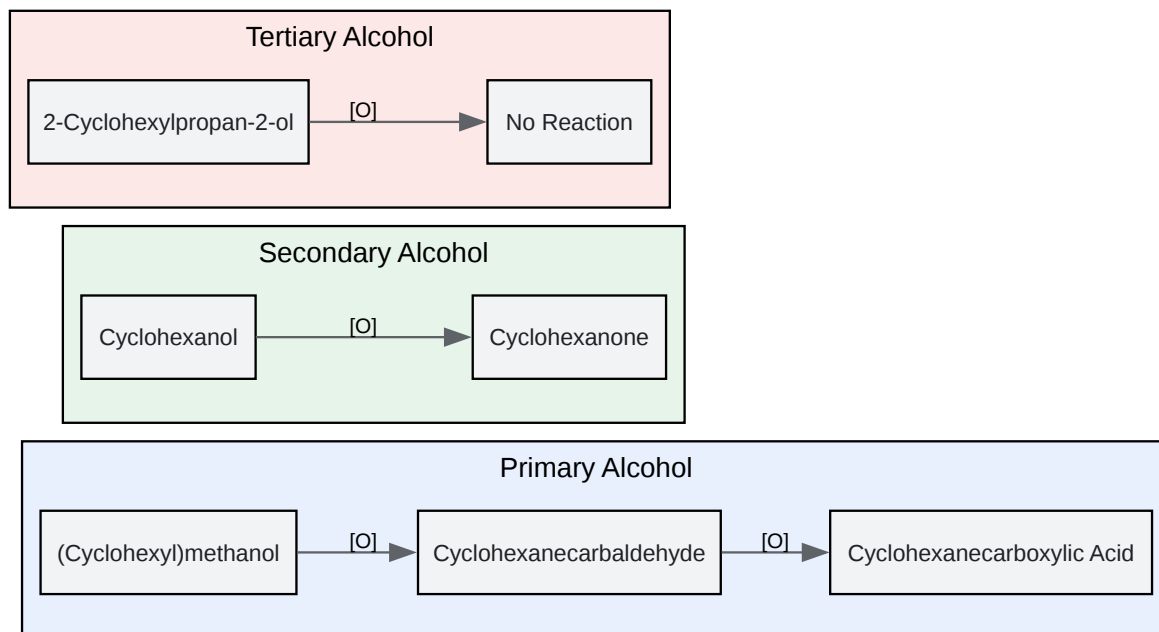 Tertiary Alcohol
2-Cyclohexylpropan-2-ol
[O]
No Reaction
Secondary Alcohol
Cyclohexanol
[O]
Cyclohexanone
Primary Alcohol
(Cyclohexyl)methanol
[O]
Cyclohexanecarbaldehyde
[O]
Cyclohexanecarboxylic Acid